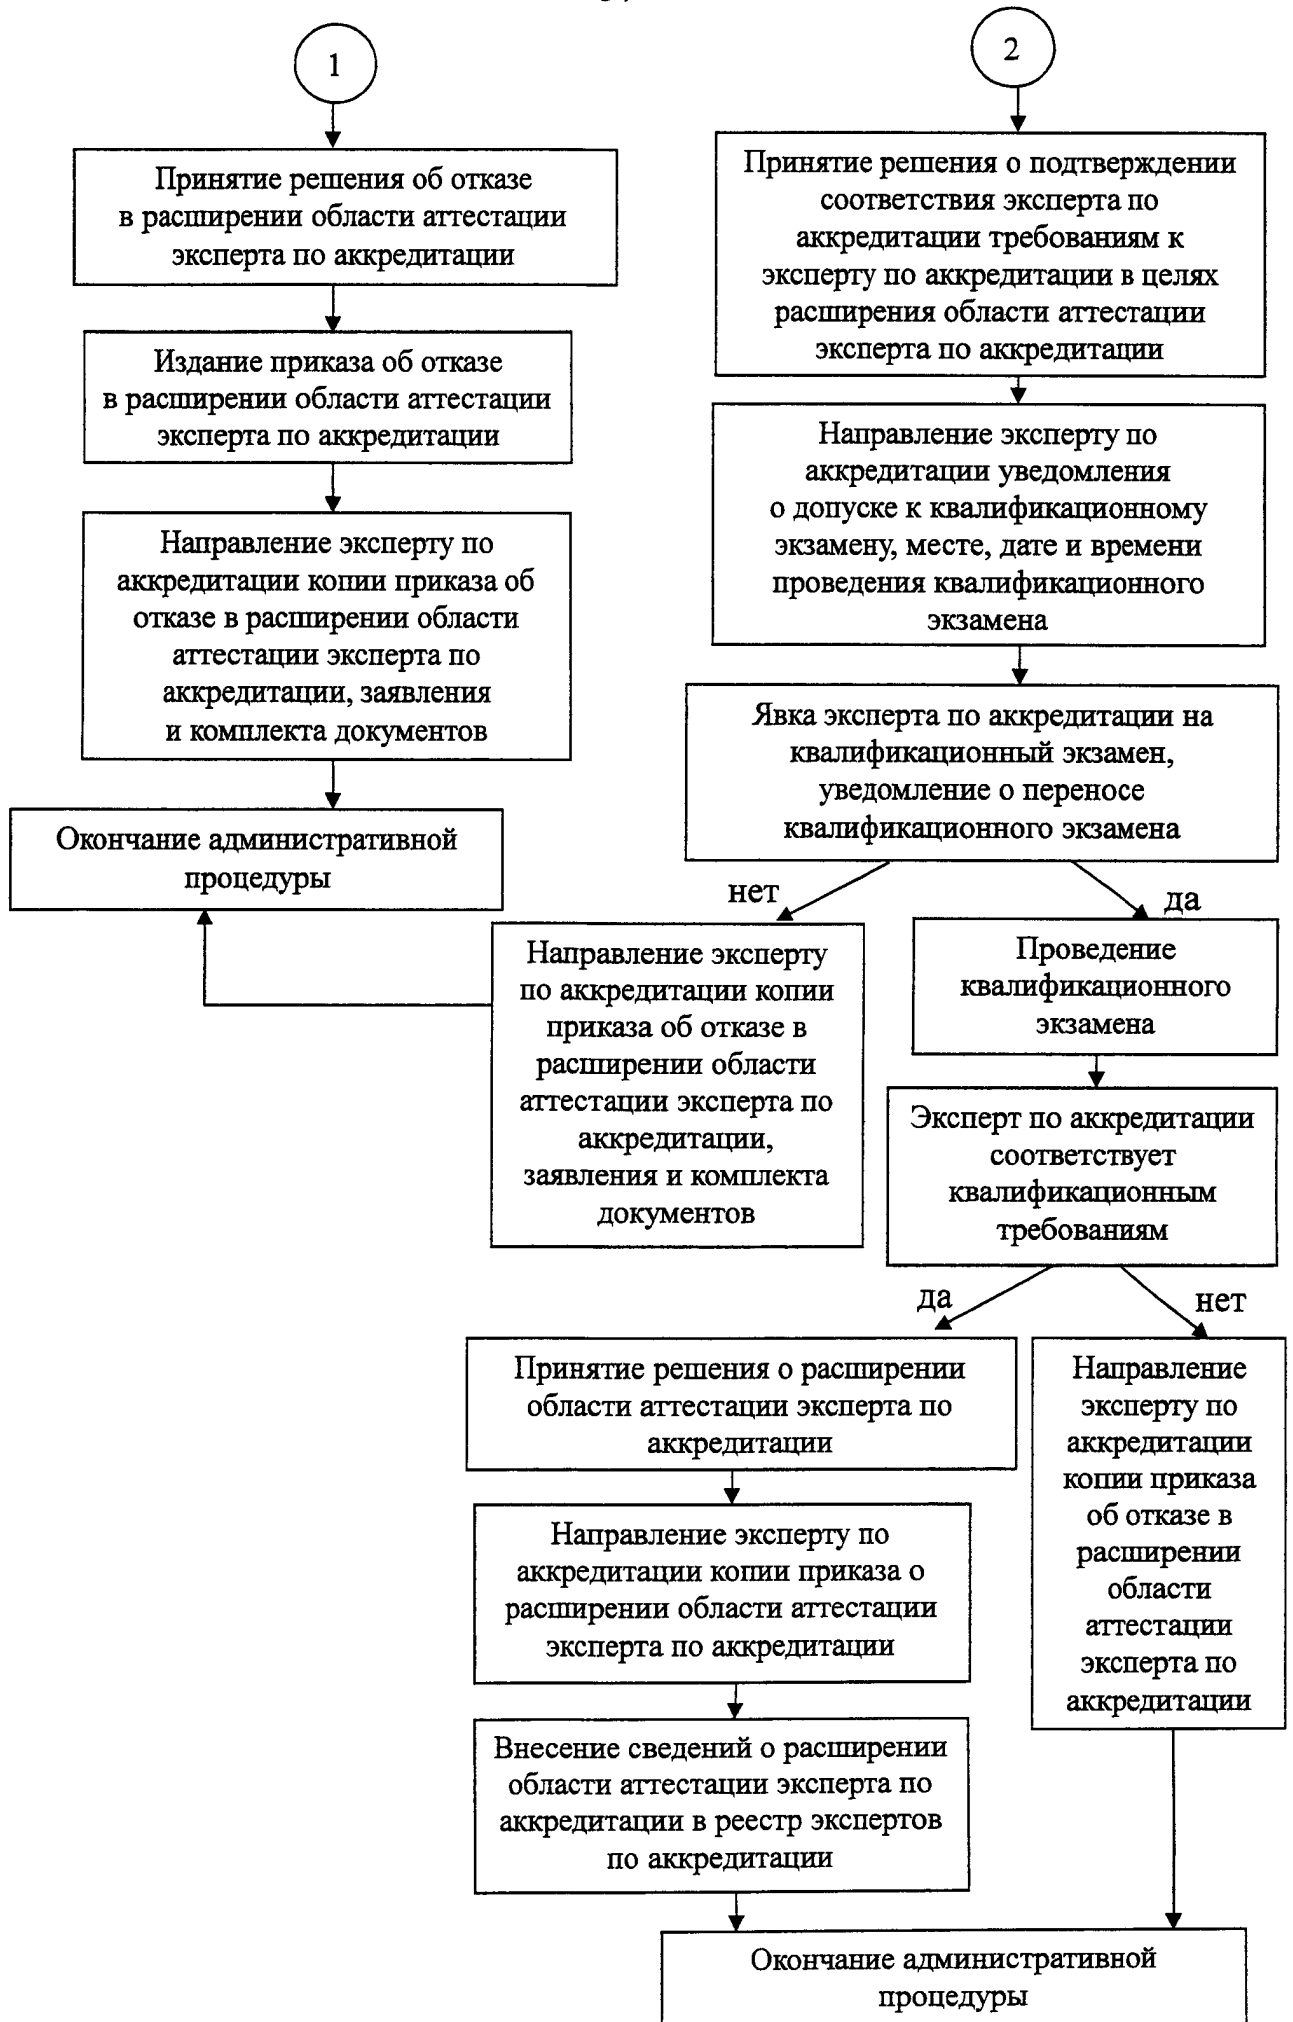 1
Принятие решения об отказе
в расширении области аттестации
эксперта по аккредитации
Издание приказа об отказе
в расширении области аттестации
эксперта по аккредитации
Направление эксперту по
аккредитации копии приказа об
отказе в расширении области
аттестации эксперта по
аккредитации, заявления
и комплекта документов
Окончание административной
процедуры
2
Принятие решения о подтверждении
соответствия эксперта по
аккредитации требованиям к
эксперту по аккредитации в целях
расширения области аттестации
эксперта по аккредитации
Направление эксперту по
аккредитации уведомления
о допуске к квалификационному
экзамену, месте, дате и времени
проведения квалификационного
экзамена
Явка эксперта по аккредитации на
квалификационный экзамен,
уведомление о переносе
квалификационного экзамена
нет
да
Направление эксперту
по аккредитации копии
приказа об отказе в
расширении области
аттестации эксперта по
аккредитации,
заявления и комплекта
документов
Проведение
квалификационного
экзамена
Эксперт по аккредитации
соответствует
квалификационным
требованиям
да
нет
Принятие решения о расширении
области аттестации эксперта по
аккредитации
Направление эксперту по
аккредитации копии приказа о
расширении области аттестации
эксперта по аккредитации
Внесение сведений о расширении
области аттестации эксперта по
аккредитации в реестр экспертов
по аккредитации
Направление
эксперту по
аккредитации
копии приказа
об отказе в
расширении
области
аттестации
эксперта по
аккредитации
Окончание административной
процедуры